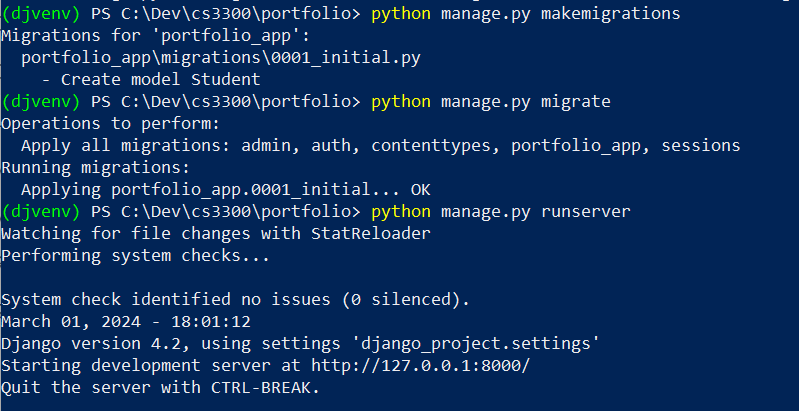 (djvenv) PS C:\Dev\cs3300\portfolio> python manage.py makemigrations
Migrations for 'portfolio_app':
  portfolio_app\migrations\0001_initial.py
    - Create model Student
(djvenv) PS C:\Dev\cs3300\portfolio> python manage.py migrate
Operations to perform:
  Apply all migrations: admin, auth, contenttypes, portfolio_app, sessions
Running migrations:
  Applying portfolio_app.0001_initial... OK
(djvenv) PS C:\Dev\cs3300\portfolio> python manage.py runserver
Watching for file changes with StatReloader
Performing system checks...

System check identified no issues (0 silenced).
March 01, 2024 - 18:01:12
Django version 4.2, using settings 'django_project.settings'
Starting development server at http://127.0.0.1:8000/
Quit the server with CTRL-BREAK.